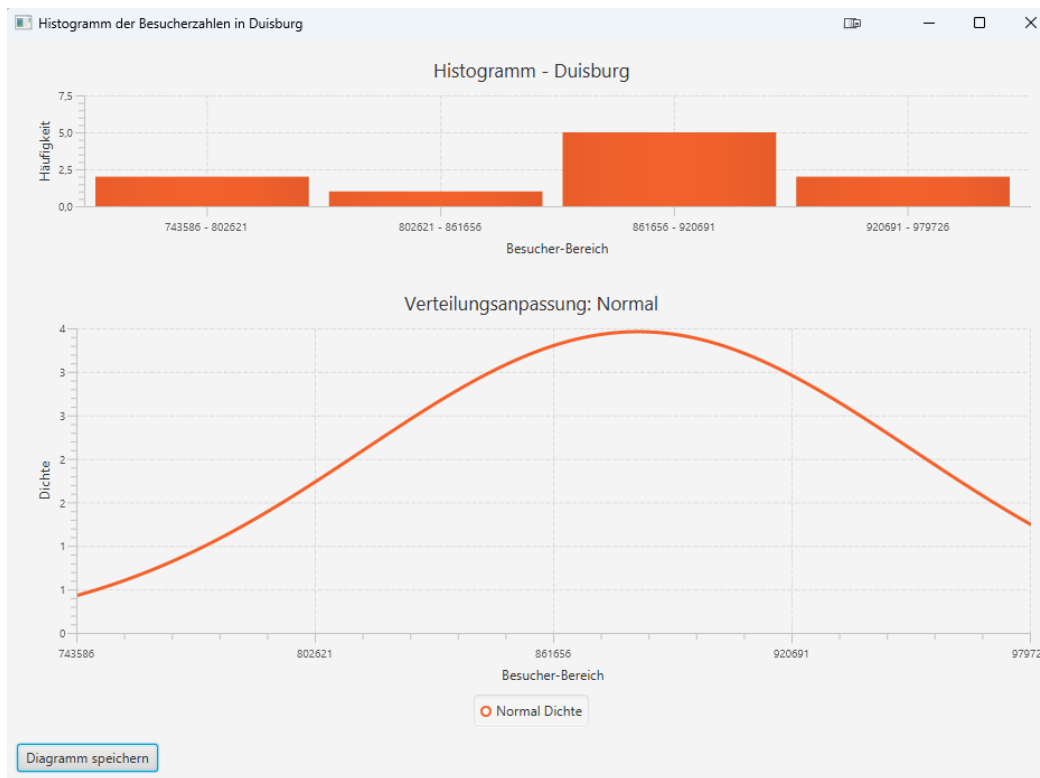 Histogramm der Besucherzahlen in Duisburg
Histogramm - Duisburg
Häufigkeit
7,5
5,0
2,5
0,0
743586 - 802621
802621 - 861656
861656 - 920691
920691 - 979726
Besucher-Bereich
Verteilungsanpassung: Normal
Dichte
4
3
3
2
2
1
1
0
743586
802621
861656
920691
97972
Besucher-Bereich
Normal Dichte
Diagramm speichern